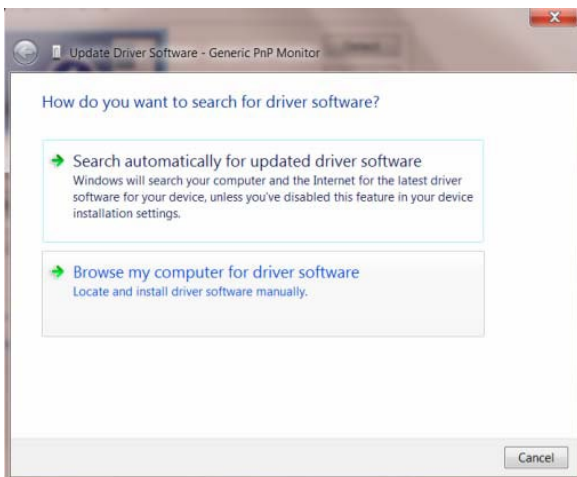 Update Driver Software - Generic PnP Monitor
How do you want to search for driver software?
Search automatically for updated driver software
Windows will search your computer and the Internet for the latest driver
software for your device, unless you've disabled this feature in your device
installation settings.
Browse my computer for driver software
Locate and install driver software manually.
Cancel